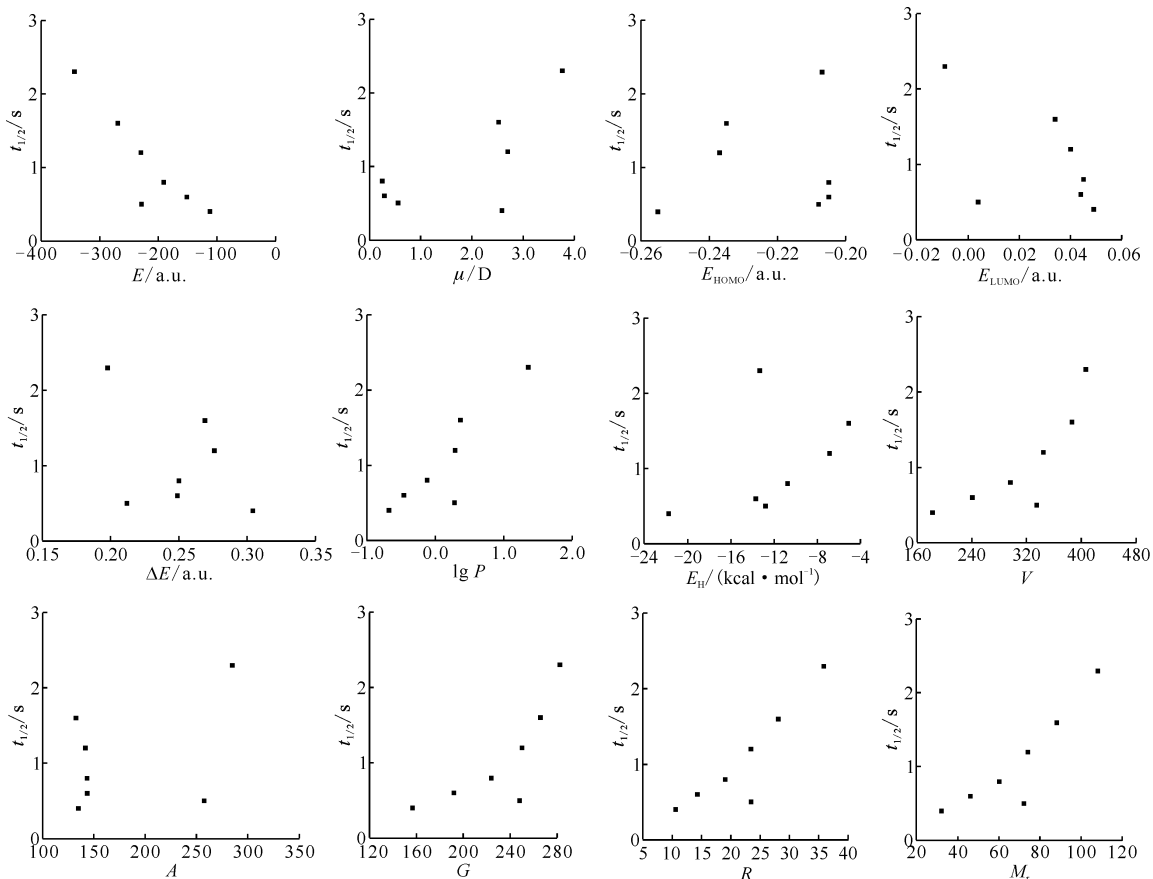 3
2
1
0
t1/2/s
−400 −300 −200 −100 0
E/a.u.
3
2
1
0
t1/2/s
0.0 1.0 2.0 3.0 4.0
μ/D
3
2
1
0
t1/2/s
−0.26 −0.24 −0.22 −0.20
EHOMO/a.u.
3
2
1
0
t1/2/s
−0.02 0.00 0.02 0.04 0.06
ELUMO/a.u.
3
2
1
0
t1/2/s
0.15 0.20 0.25 0.30 0.35
ΔE/a.u.
3
2
1
0
t1/2/s
−1.0 0.0 1.0 2.0
lg P
3
2
1
0
t1/2/s
−24 −20 −16 −12 −8 −4
EH/(kcal·mol−1)
3
2
1
0
t1/2/s
160 240 320 400 480
V
3
2
1
0
t1/2/s
100 150 200 250 300 350
A
3
2
1
0
t1/2/s
120 160 200 240 280
G
3
2
1
0
t1/2/s
5 10 15 20 25 30 35 40
R
3
2
1
0
t1/2/s
20 40 60 80 100 120
Mr